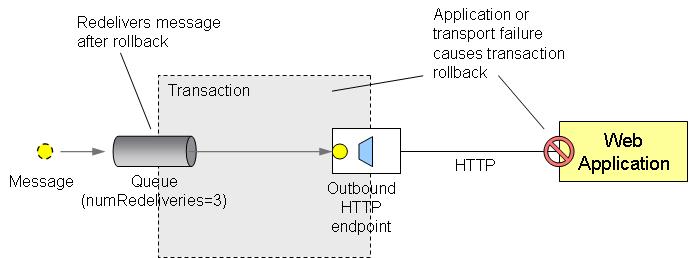 Redelivers message
after rollback
Application or
transport failure
causes transaction
rollback
Transaction
Message
Queue
(numRedeliveries=3)
Outbound
HTTP
endpoint
HTTP
Web
Application